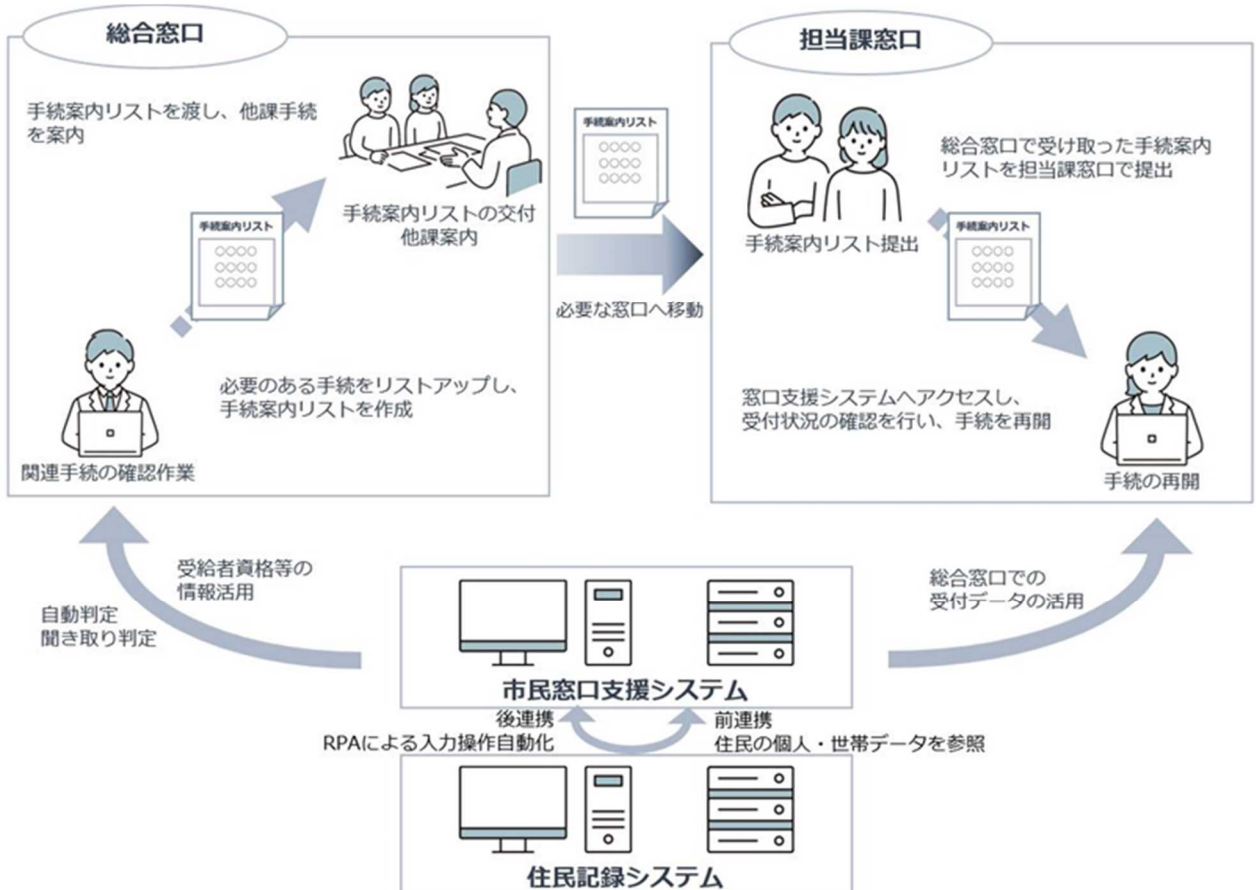 総合窓口
手続案内リストを渡し、他課手続
を案内
手続案内リストの交付
他課案内
手続案内リスト
○○○○
○○○○
○○○○
必要のある手続をリストアップし、
手続案内リストを作成
関連手続の確認作業
手続案内リスト
○○○○
○○○○
○○○○
必要な窓口へ移動
担当課窓口
総合窓口で受け取った手続案内
リストを担当課窓口で提出
手続案内リスト提出
手続案内リスト
○○○○
○○○○
○○○○
窓口支援システムへアクセスし、
受付状況の確認を行い、手続を再開
手続の再開
受給者資格等の
情報活用
自動判定
聞き取り判定
総合窓口での
受付データの活用
市民窓口支援システム
後連携
RPAによる入力操作自動化
前連携
住民の個人・世帯データを参照
住民記録システム